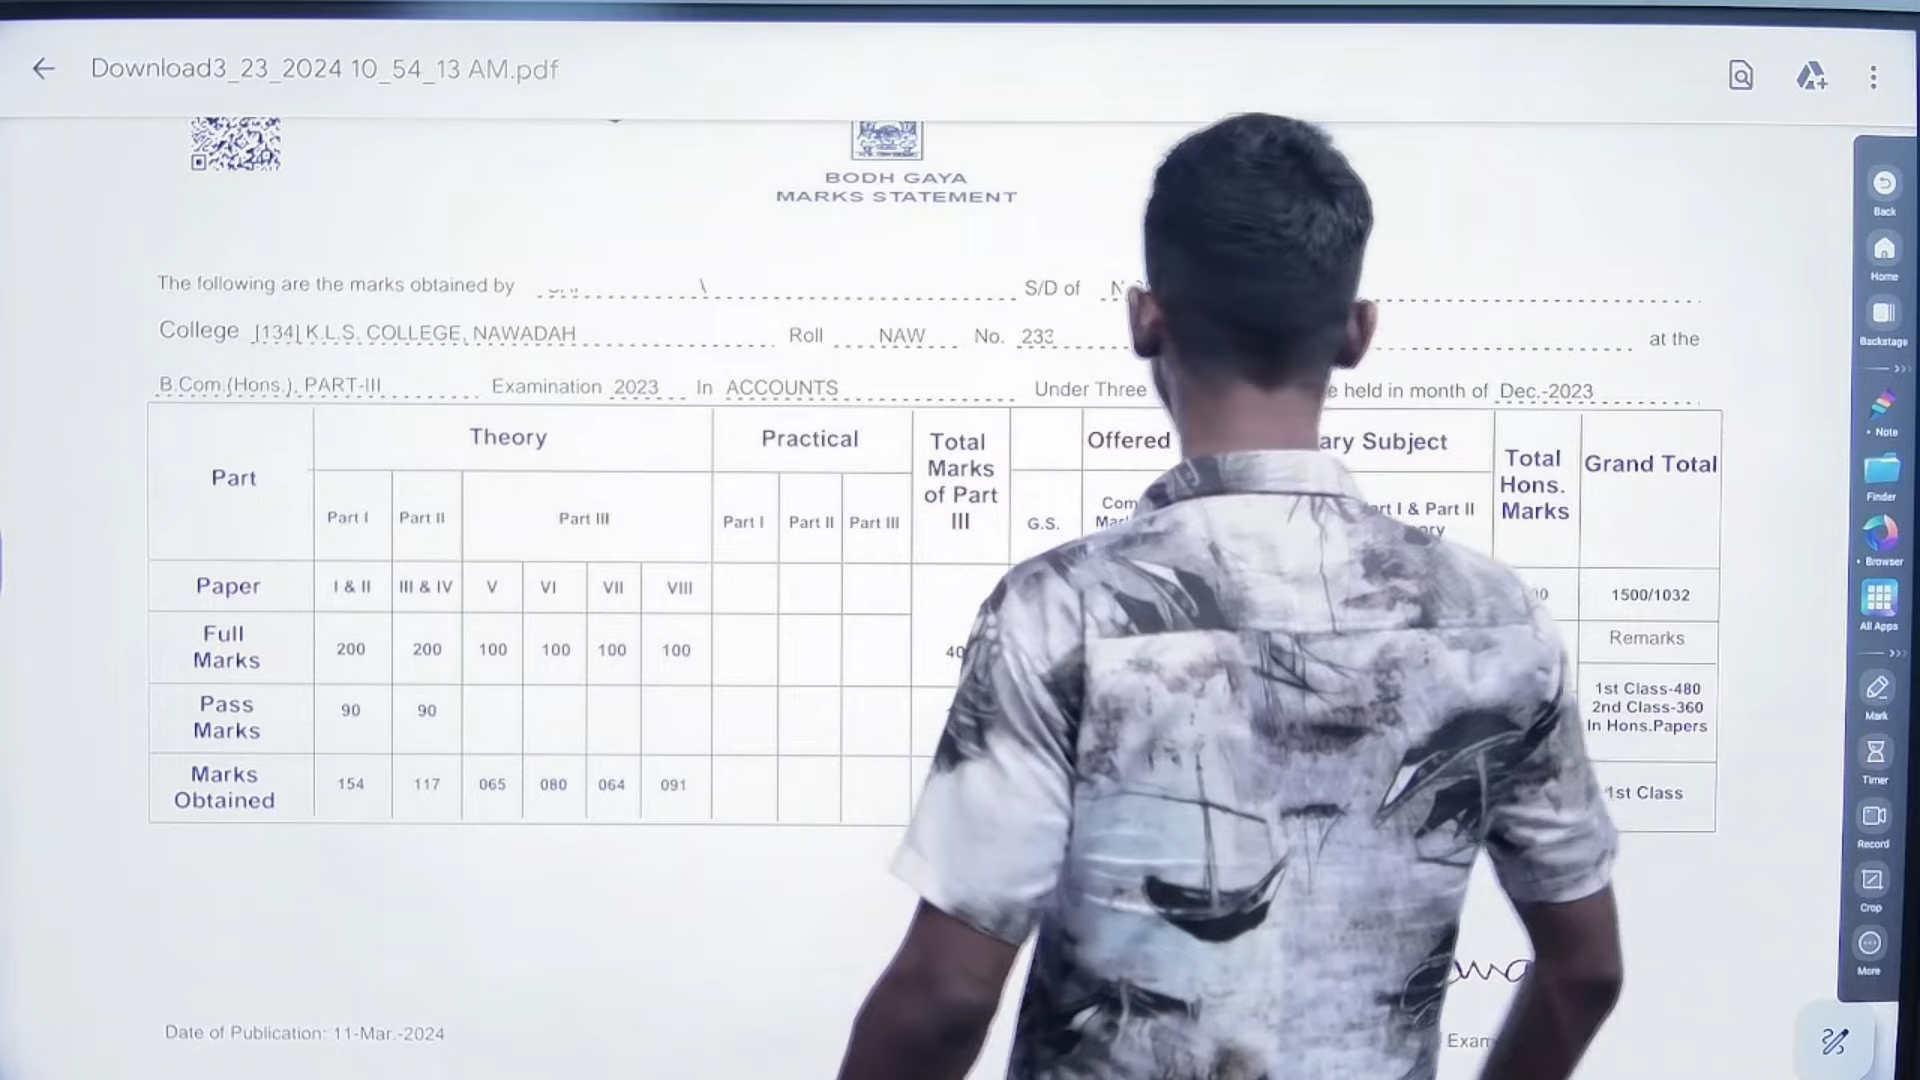 Download3_23_2024 10_54_13 AM.pdf
BODH GAYA
MARKS STATEMENT
The following are the marks obtained by S/D of
College [134] K.L.S. COLLEGE, NAWADAH Roll NAW No. 233 at the
B.Com.(Hons.), PART-III Examination 2023 In ACCOUNTS Under Three held in month of Dec.-2023
Part Theory Practical Total Marks of Part III Offered Subject Total Hons. Marks Grand Total
Part I Part II Part III Part I Part II Part III G.S. I & Part II
Paper I & II III & IV V VI VII VIII 1500/1032
Full Marks 200 200 100 100 100 100 Remarks
Pass Marks 90 90 1st Class-480 2nd Class-360 In Hons.Papers
Marks Obtained 154 117 065 080 064 091 1st Class
Date of Publication: 11-Mar.-2024
Back
Home
Backstage
Note
Finder
Browser
All Apps
Mark
Timer
Record
Crop
More